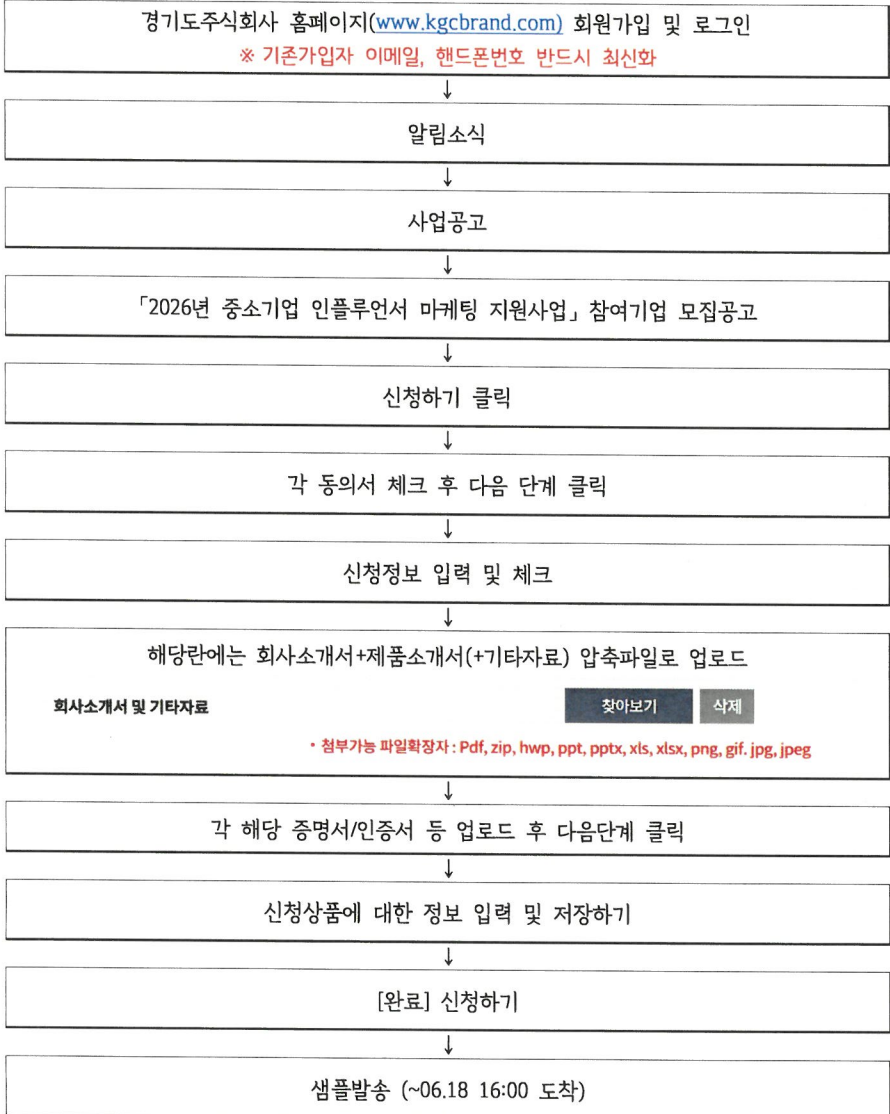 경기도주식회사 홈페이지(www.kgcbrand.com) 회원가입 및 로그인
※ 기존가입자 이메일, 핸드폰번호 반드시 최신화
↓
알림소식
↓
사업공고
↓
「2026년 중소기업 인플루언서 마케팅 지원사업」 참여기업 모집공고
↓
신청하기 클릭
↓
각 동의서 체크 후 다음 단계 클릭
↓
신청정보 입력 및 체크
↓
해당란에는 회사소개서+제품소개서(+기타자료) 압축파일로 업로드
회사소개서 및 기타자료 찾아보기 삭제
• 첨부가능 파일확장자 : Pdf, zip, hwp, ppt, pptx, xls, xlsx, png, gif. jpg, jpeg
↓
각 해당 증명서/인증서 등 업로드 후 다음단계 클릭
↓
신청상품에 대한 정보 입력 및 저장하기
↓
[완료] 신청하기
↓
샘플발송 (~06.18 16:00 도착)